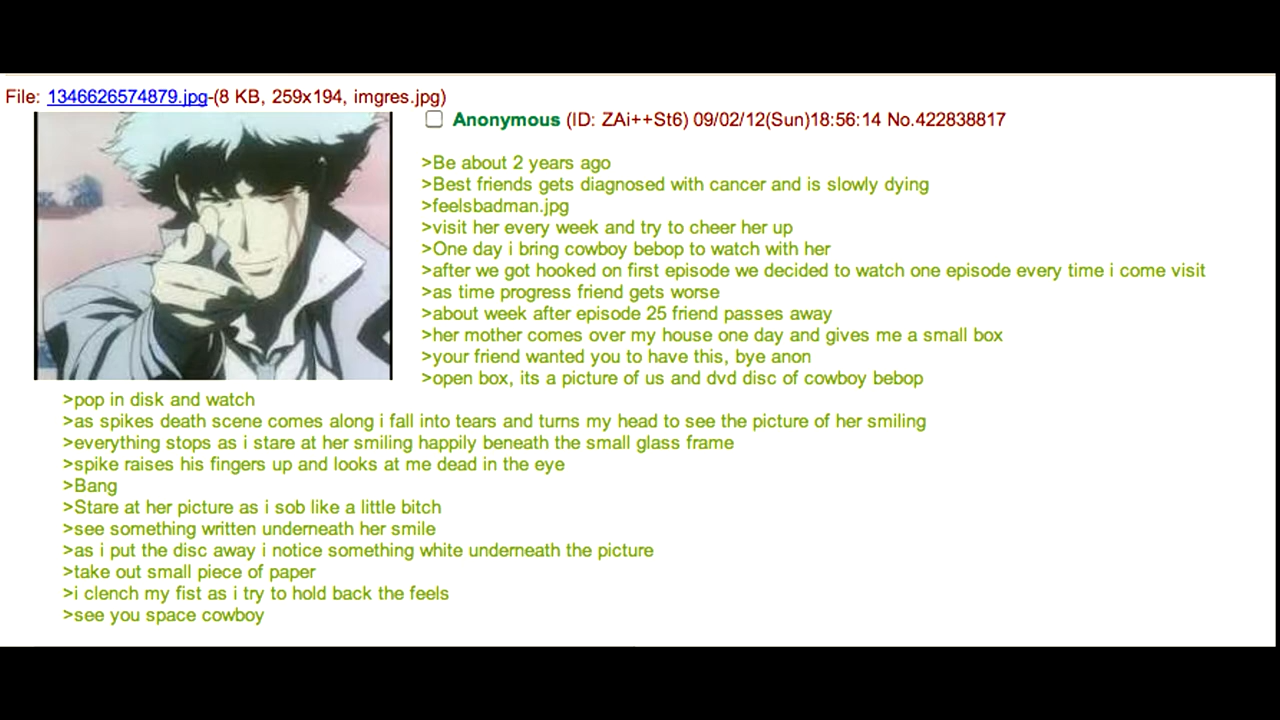 File: 1346626574879.jpg-(8 KB, 259x194, imgres.jpg)
Anonymous (ID: ZAi++St6) 09/02/12(Sun)18:56:14 No.422838817
>Be about 2 years ago
>Best friends gets diagnosed with cancer and is slowly dying
>feelsbadman.jpg
>visit her every week and try to cheer her up
>One day i bring cowboy bebop to watch with her
>after we got hooked on first episode we decided to watch one episode every time i come visit
>as time progress friend gets worse
>about week after episode 25 friend passes away
>her mother comes over my house one day and gives me a small box
>your friend wanted you to have this, bye anon
>open box, its a picture of us and dvd disc of cowboy bebop
>pop in disk and watch
>as spikes death scene comes along i fall into tears and turns my head to see the picture of her smiling
>everything stops as i stare at her smiling happily beneath the small glass frame
>spike raises his fingers up and looks at me dead in the eye
>Bang
>Stare at her picture as i sob like a little bitch
>see something written underneath her smile
>as i put the disc away i notice something white underneath the picture
>take out small piece of paper
>i clench my fist as i try to hold back the feels
>see you space cowboy